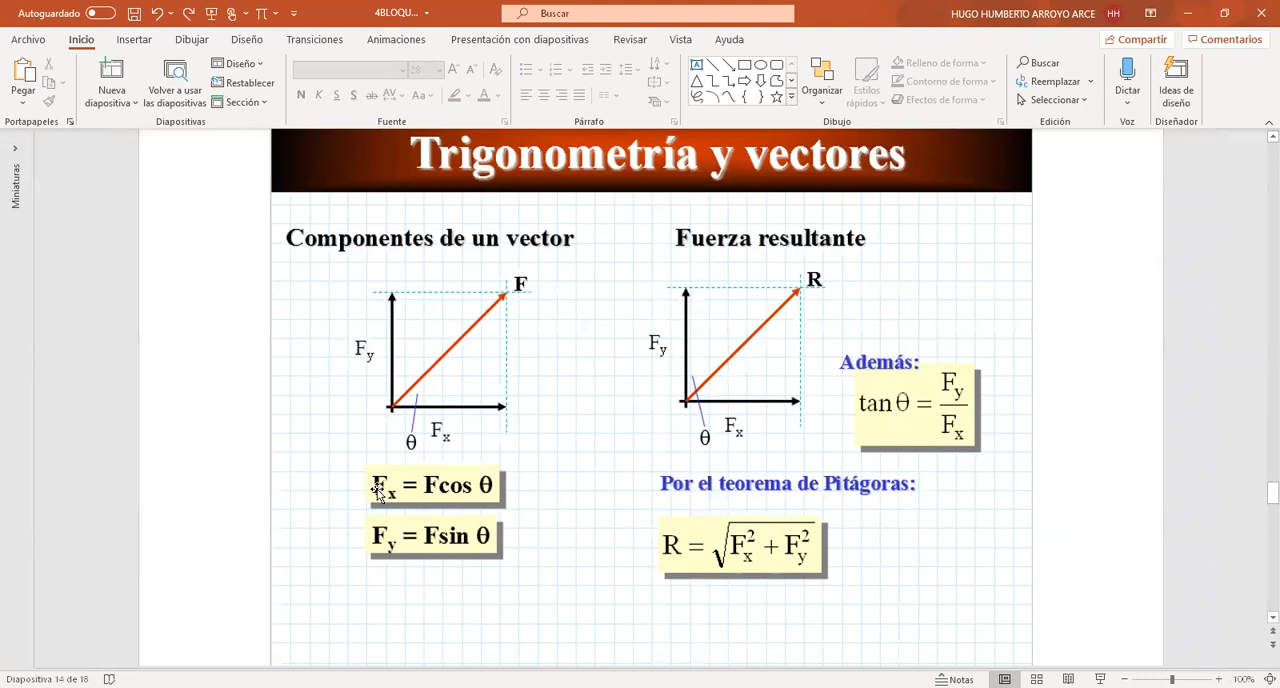 Autoguardado
4BLOQU...
Buscar
HUGO HUMBERTO ARROYO ARCE
HH
Archivo Inicio Insertar Dibujar Diseño Transiciones Animaciones Presentación con diapositivas Revisar Vista Ayuda
Compartir Comentarios
Pegar
Nueva diapositiva
Volver a usar las diapositivas
Diseño
Restablecer
Sección
28
N K S S ab AV Aa A
Organizar
Estilos rápidos
Relleno de forma
Contorno de forma
Efectos de forma
Buscar
Reemplazar
Seleccionar
Dictar
Ideas de diseño
Portapapeles Diapositivas Fuente Párrafo Dibujo Edición Voz Diseñador
Miniaturas
Trigonometría y vectores
Componentes de un vector
F
Fy
θ
Fx
Fx = Fcos θ
Fy = Fsin θ
Fuerza resultante
R
Fy
θ
Fx
Además:
tan θ = Fy/Fx
Por el teorema de Pitágoras:
R = √(Fx² + Fy²)
Diapositiva 14 de 18
Notas
100%